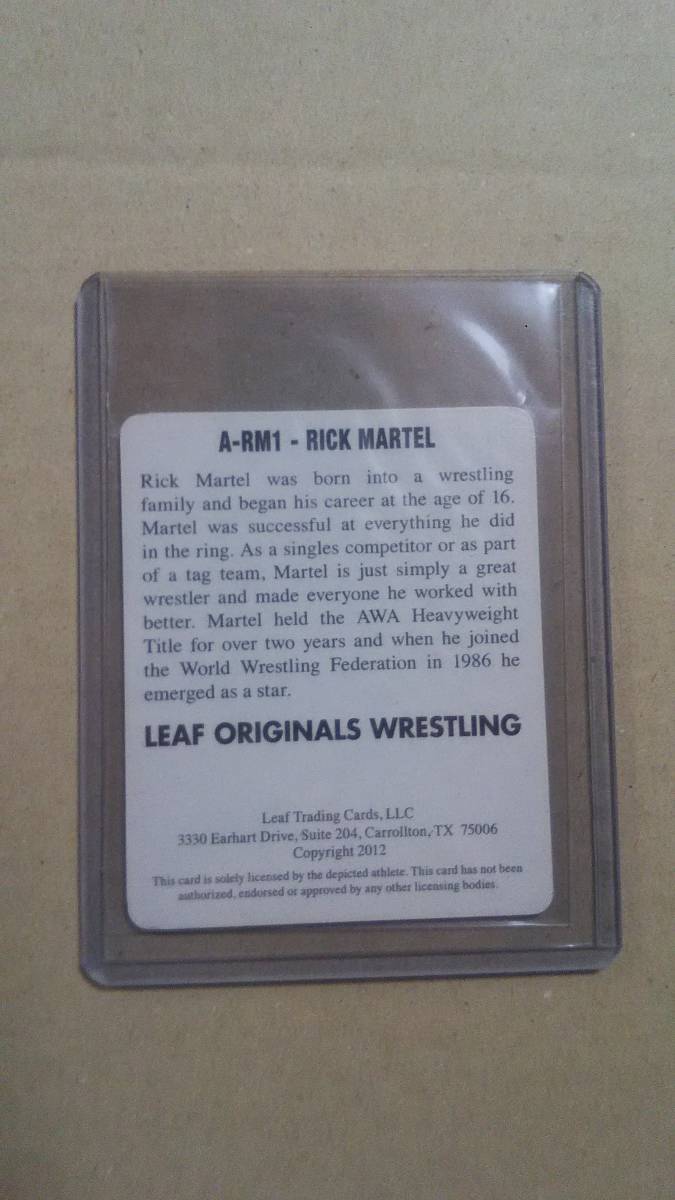 A-RM1 - RICK MARTEL
Rick Martel was born into a wrestling
family and began his career at the age of 16.
Martel was successful at everything he did
in the ring. As a singles competitor or as part
of a tag team, Martel is just simply a great
wrestler and made everyone he worked with
better. Martel held the AWA Heavyweight
Title for over two years and when he joined
the World Wrestling Federation in 1986 he
emerged as a star.
LEAF ORIGINALS WRESTLING
Leaf Trading Cards, LLC
3330 Earhart Drive, Suite 204, Carrollton, TX 75006
Copyright 2012
This card is solely licensed by the depicted athlete. This card has not been
authorized, endorsed or approved by any other licensing bodies.